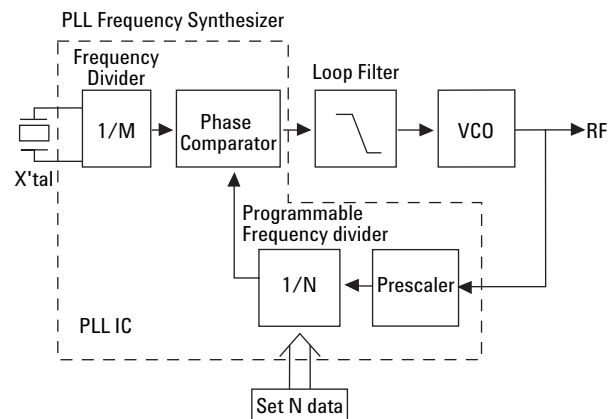 PLL Frequency Synthesizer
Frequency
Divider
Loop Filter
1/M
Phase
Comparator
VCO
RF
X'tal
Programmable
Frequency divider
1/N
Prescaler
PLL IC
Set N data